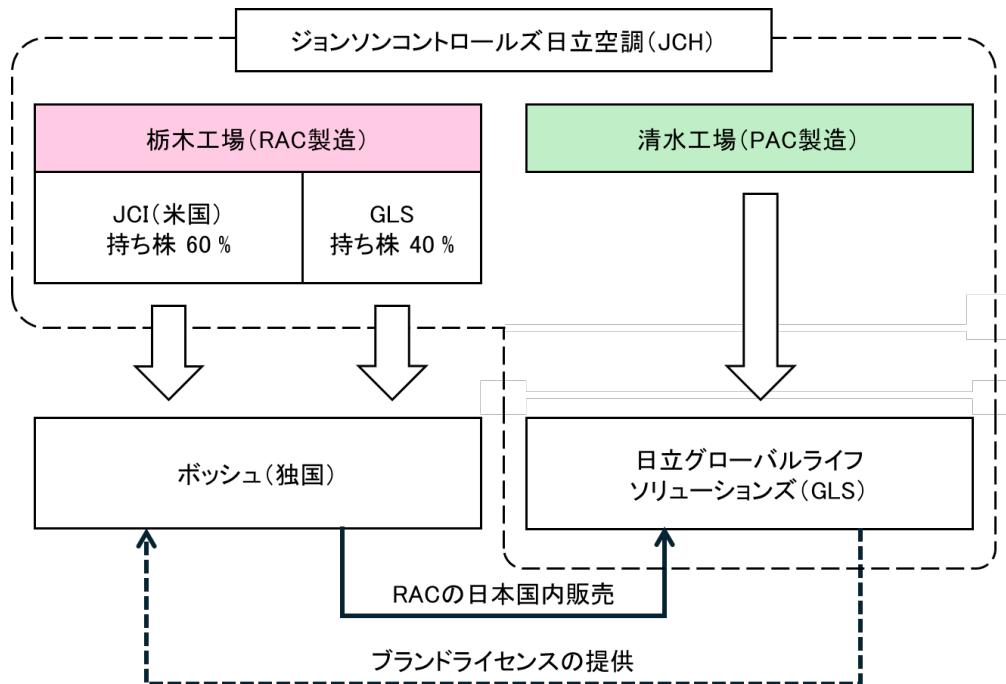 ジョンソンコントロールズ日立空調（JCH）
栃木工場（RAC製造）
清水工場（PAC製造）
JCI（米国）
持ち株 60 %
GLS
持ち株 40 %
ボッシュ（独国）
日立グローバルライフ
ソリューションズ（GLS）
RACの日本国内販売
ブランドライセンスの提供